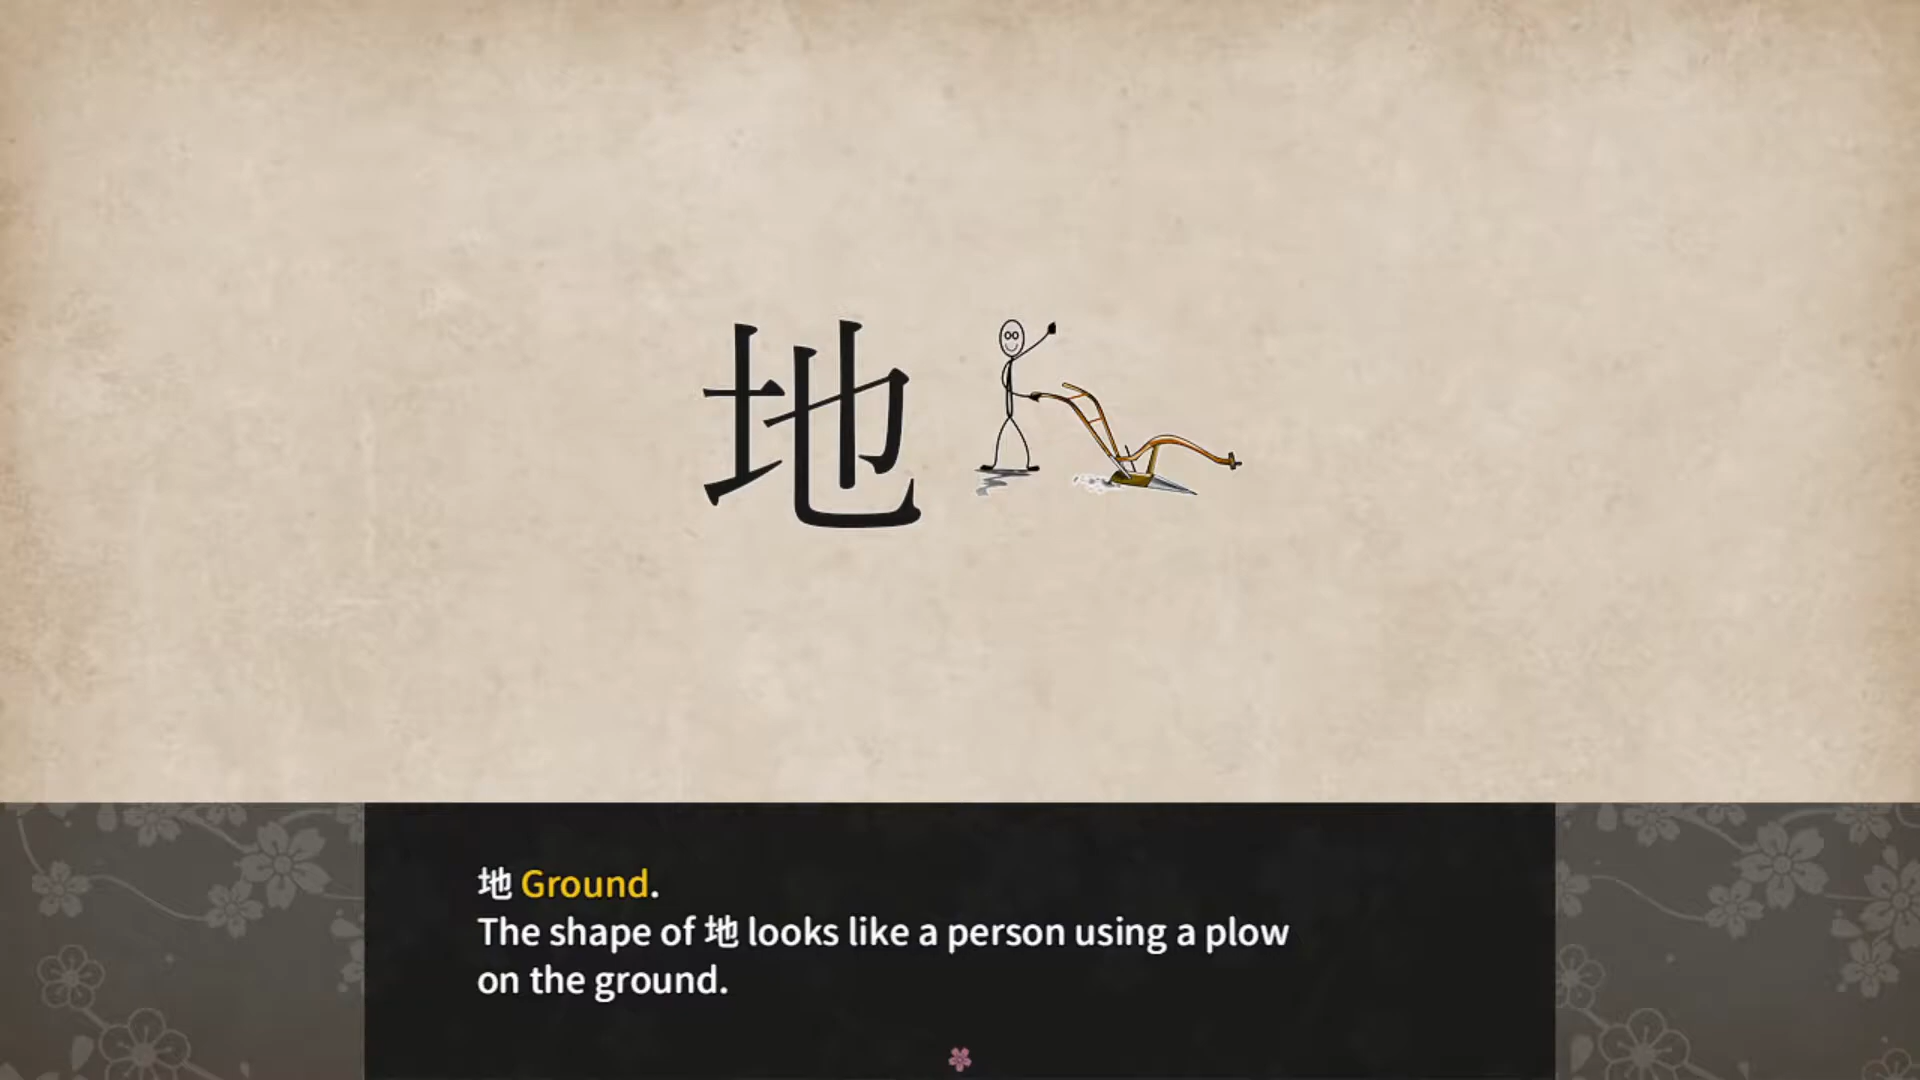 地
地 Ground.
The shape of 地 looks like a person using a plow
on the ground.